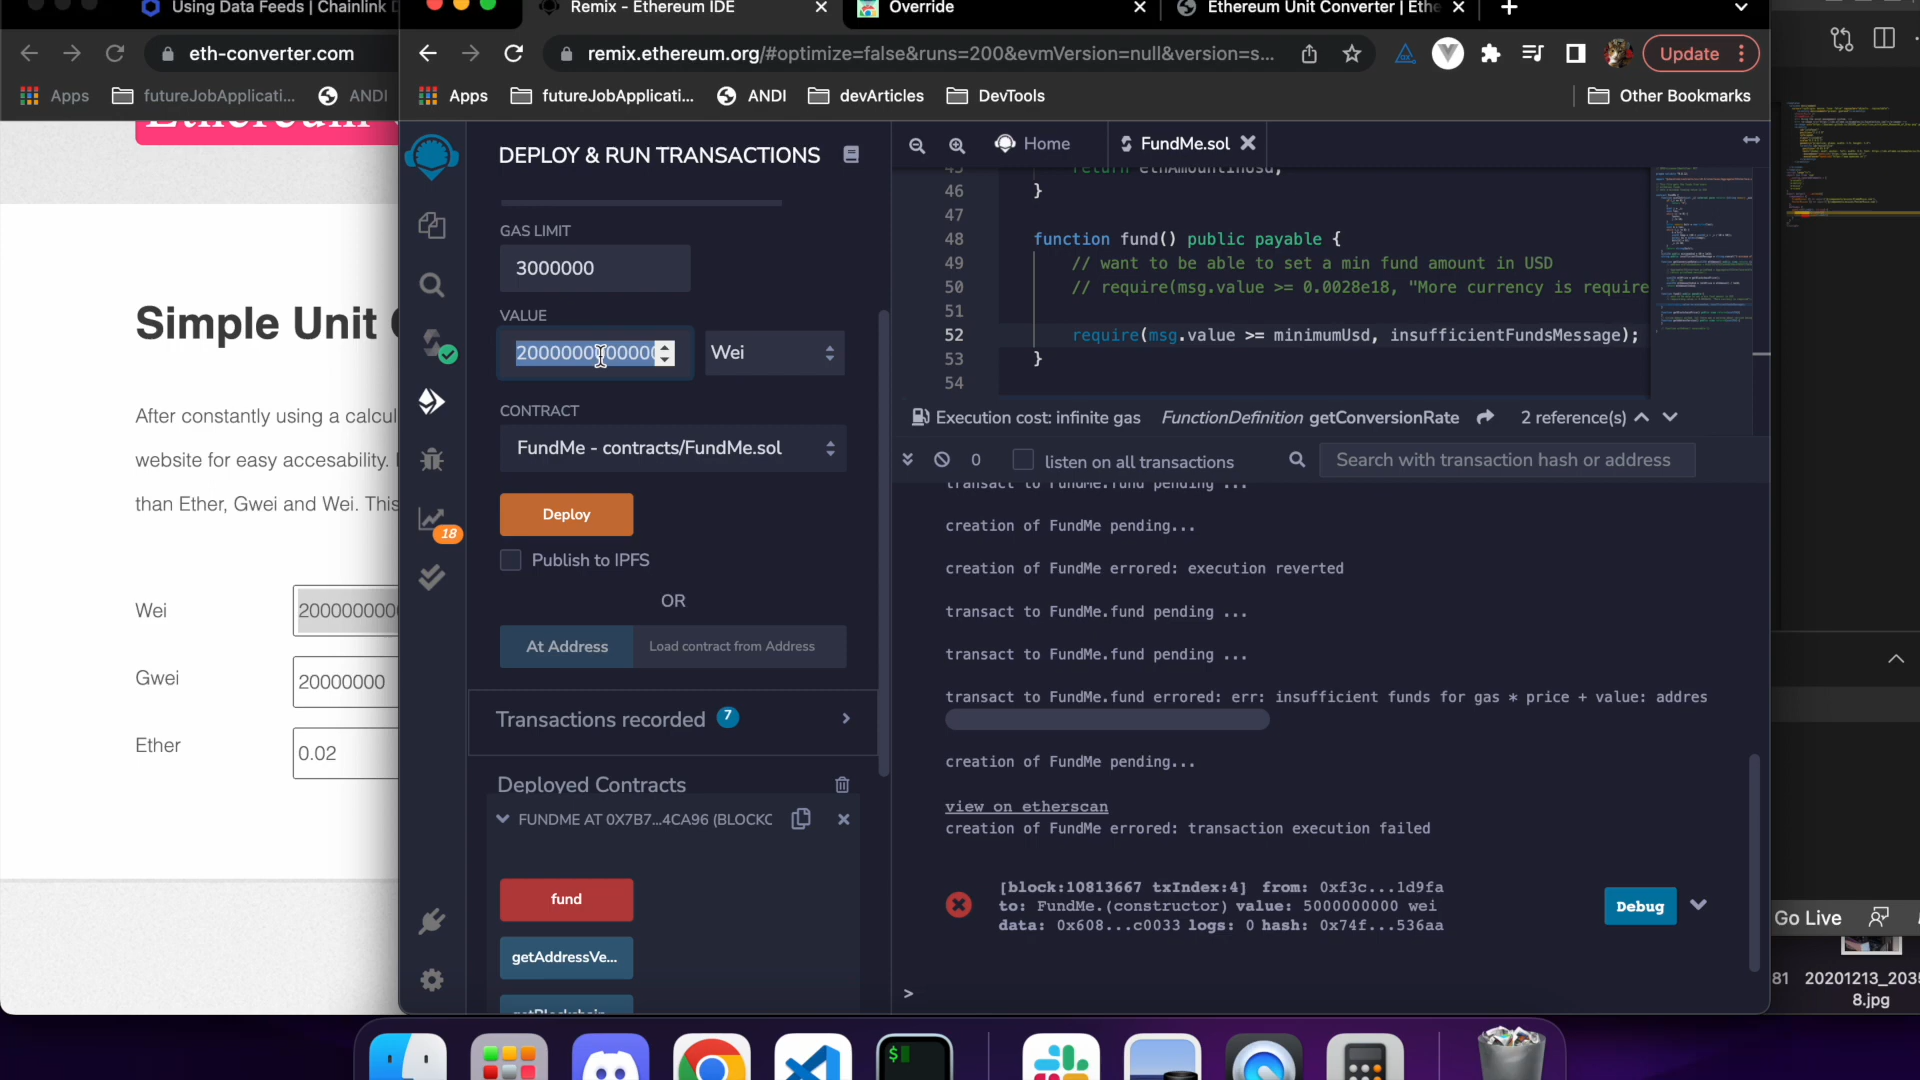 Using Data Feeds | Chainlink D
Remix - Ethereum IDE
Override
Ethereum Unit Converter | Ethe
eth-converter.com
remix.ethereum.org/#optimize=false&runs=200&evmVersion=null&version=s...
Update
Apps
futureJobApplicati...
ANDI
Apps
futureJobApplicati...
ANDI
devArticles
DevTools
Other Bookmarks
Simple Unit C
After constantly using a calcul
website for easy accesability.
than Ether, Gwei and Wei. This
Wei
2000000000
Gwei
20000000
Ether
0.02
18
DEPLOY & RUN TRANSACTIONS
GAS LIMIT
3000000
VALUE
Wei
CONTRACT
FundMe - contracts/FundMe.sol
Deploy
Publish to IPFS
OR
At Address
Load contract from Address
Transactions recorded 7
Deployed Contracts
FUNDME AT 0X7B7...4CA96 (BLOCKC
fund
getAddressVe...
Home
FundMe.sol
45 return ethAmountInUsd;
46 }
47
48 function fund() public payable {
49 // want to be able to set a min fund amount in USD
50 // require(msg.value >= 0.0028e18, "More currency is require
51
52 require(msg.value >= minimumUsd, insufficientFundsMessage);
53 }
54
Execution cost: infinite gas FunctionDefinition getConversionRate 2 reference(s)
0 listen on all transactions
Search with transaction hash or address
transact to FundMe.fund pending ...
creation of FundMe pending...
creation of FundMe errored: execution reverted
transact to FundMe.fund pending ...
transact to FundMe.fund pending ...
transact to FundMe.fund errored: err: insufficient funds for gas * price + value: addres
creation of FundMe pending...
view on etherscan
creation of FundMe errored: transaction execution failed
[block:10813667 txIndex:4] from: 0xf3c...1d9fa
to: FundMe.(constructor) value: 5000000000 wei
data: 0x608...c0033 logs: 0 hash: 0x74f...536aa
Debug
>
Go Live
81
20201213_2035
8.jpg
$